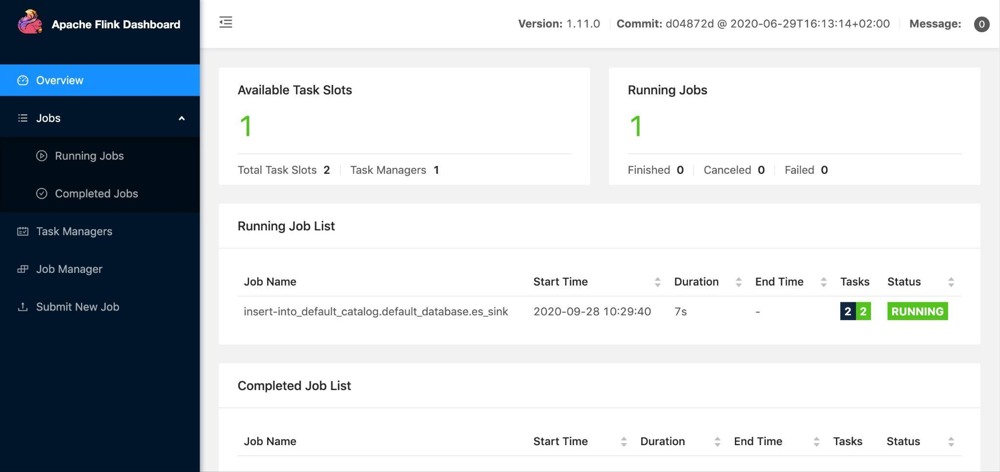 Apache Flink Dashboard
Version: 1.11.0 Commit: d04872d @ 2020-06-29T16:13:14+02:00 Message: 0
Overview
Jobs
Running Jobs
Completed Jobs
Task Managers
Job Manager
Submit New Job
Available Task Slots
1
Total Task Slots 2 Task Managers 1
Running Jobs
1
Finished 0 Canceled 0 Failed 0
Running Job List
Job Name Start Time Duration End Time Tasks Status
insert-into_default_catalog.default_database.es_sink 2020-09-28 10:29:40 7s - 2 2 RUNNING
Completed Job List
Job Name Start Time Duration End Time Tasks Status